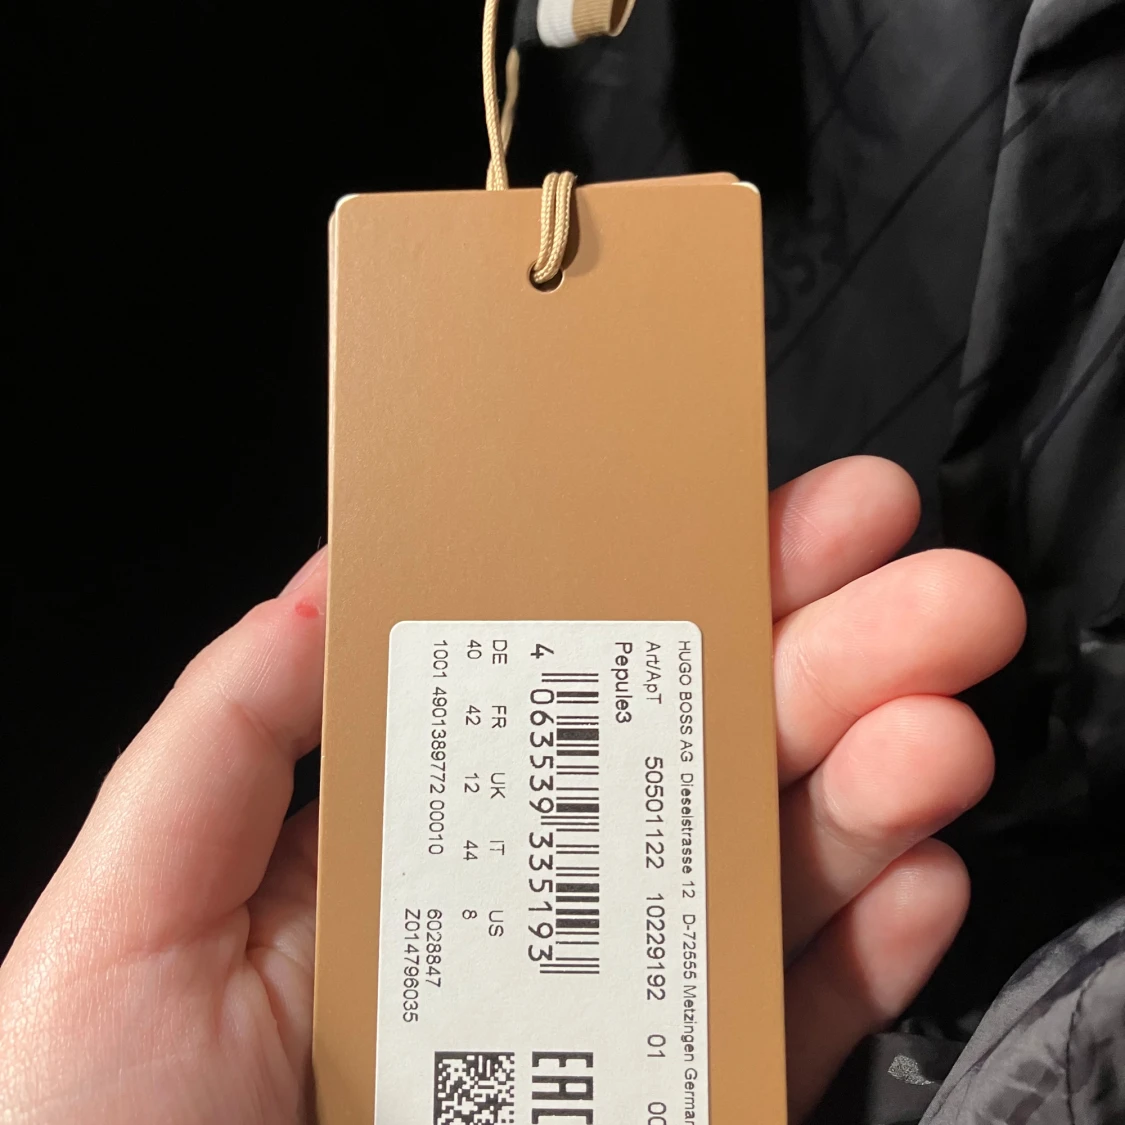 HUGO BOSS AG Dieselstrasse 12 D-72555 Metzingen German
Art/ApT 50501122 10229192 01 00
Pepule3
4 063539 335193
EAC
DE FR UK IT US
40 42 12 44 8
1001 4901389772 00010 6028847
Z014796035